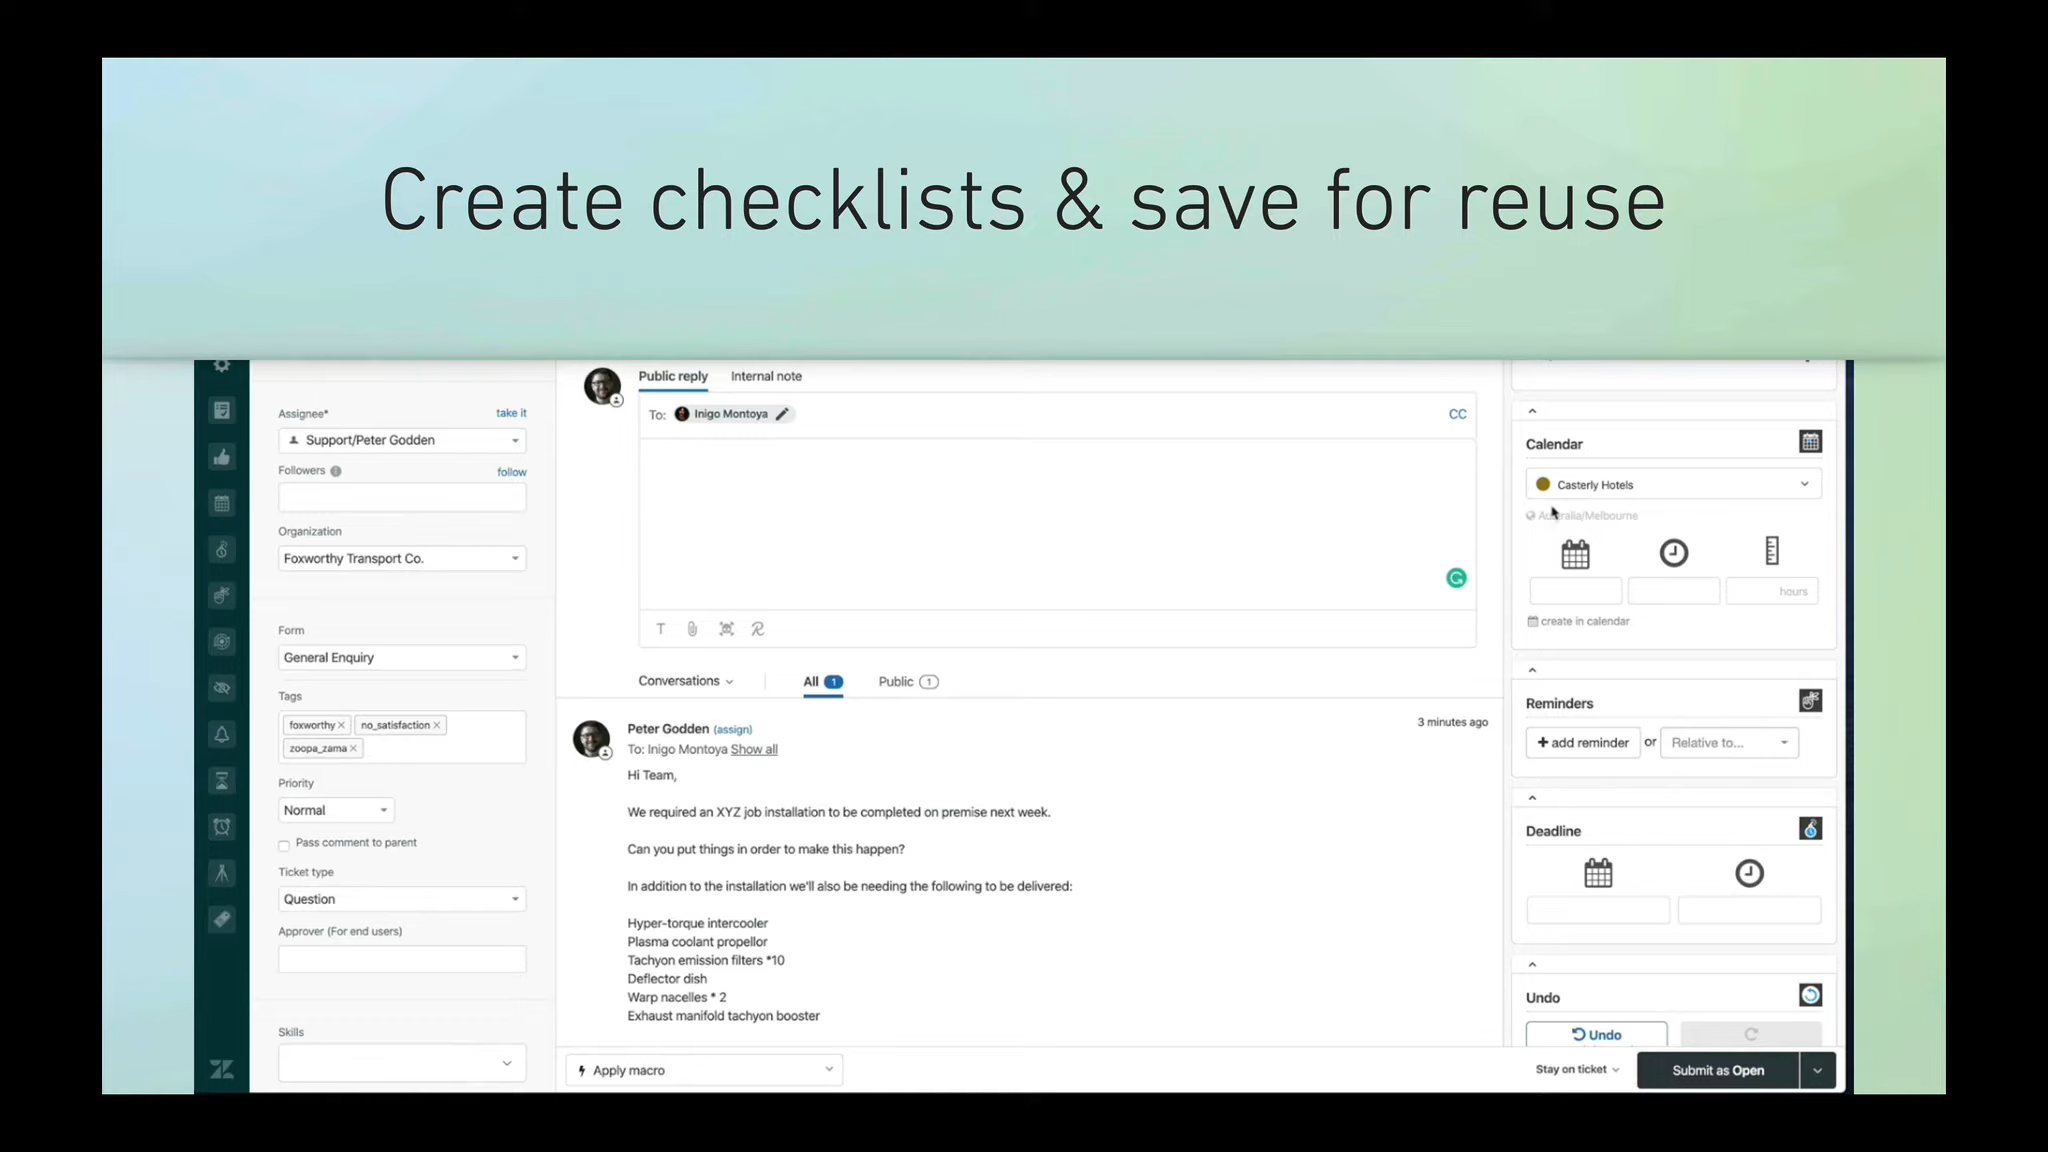 Create checklists & save for reuse
Assignee*
take it
Support/Peter Godden
Followers
follow
Organization
Foxworthy Transport Co.
Form
General Enquiry
Tags
foxworthy
no_satisfaction
zoopa_zama
Priority
Normal
Pass comment to parent
Ticket type
Question
Approver (For end users)
Skills
Public reply
Internal note
To:
Inigo Montoya
CC
Conversations
All 1
Public 1
Peter Godden (assign)
3 minutes ago
To: Inigo Montoya Show all
Hi Team,
We required an XYZ job installation to be completed on premise next week.
Can you put things in order to make this happen?
In addition to the installation we'll also be needing the following to be delivered:
Hyper-torque intercooler
Plasma coolant propellor
Tachyon emission filters *10
Deflector dish
Warp nacelles * 2
Exhaust manifold tachyon booster
Apply macro
Calendar
Casterly Hotels
Australia/Melbourne
hours
create in calendar
Reminders
+ add reminder or Relative to...
Deadline
Undo
Undo
Stay on ticket
Submit as Open